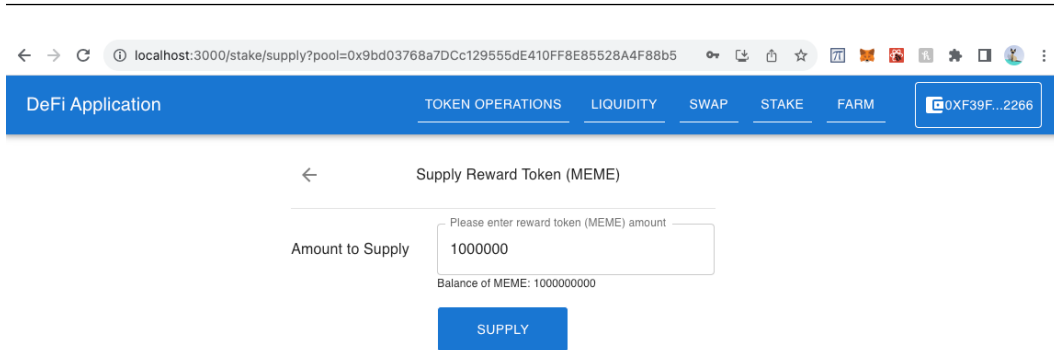 localhost:3000/stake/supply?pool=0x9bd03768a7DCc129555dE410FF8E85528A4F88b5
DeFi Application TOKEN OPERATIONS LIQUIDITY SWAP STAKE FARM 0XF39F...2266
Supply Reward Token (MEME)
Please enter reward token (MEME) amount
Amount to Supply 1000000
Balance of MEME: 1000000000
SUPPLY